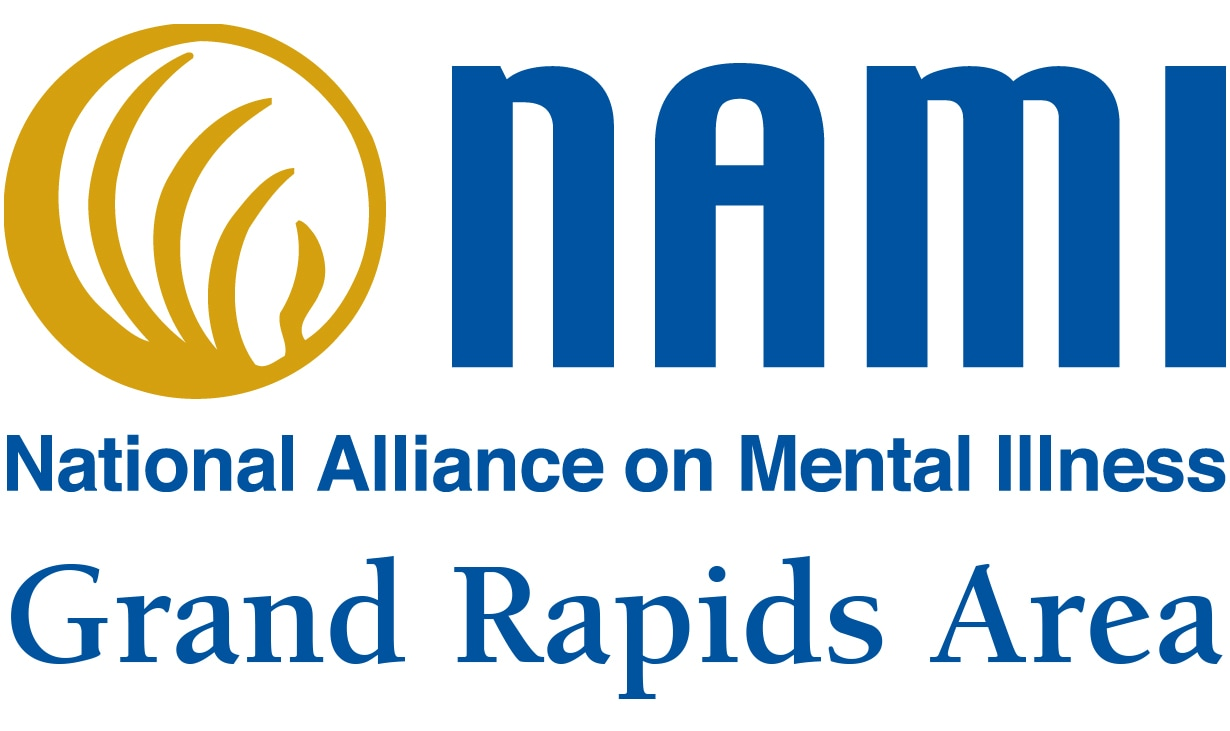 NAMI
National Alliance on Mental Illness
Grand Rapids Area